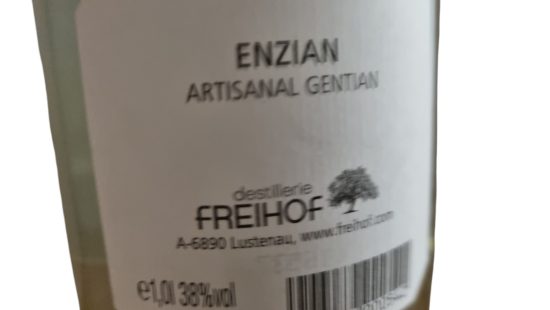 ENZIAN
ARTISANAL GENTIAN
destillerie
FREIHOF
A-6890 Lustenau, www.freihof.com
℮1,0l 38%vol